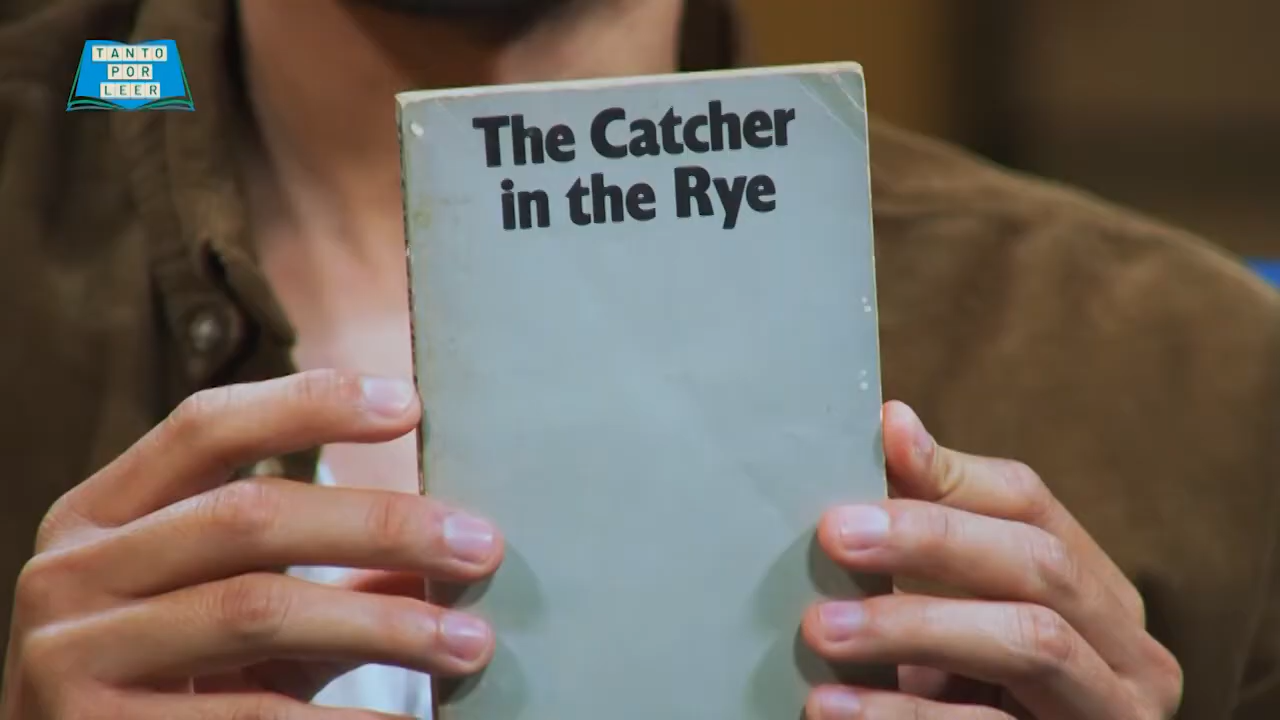 TANTO
POR
LEER
The Catcher
in the Rye